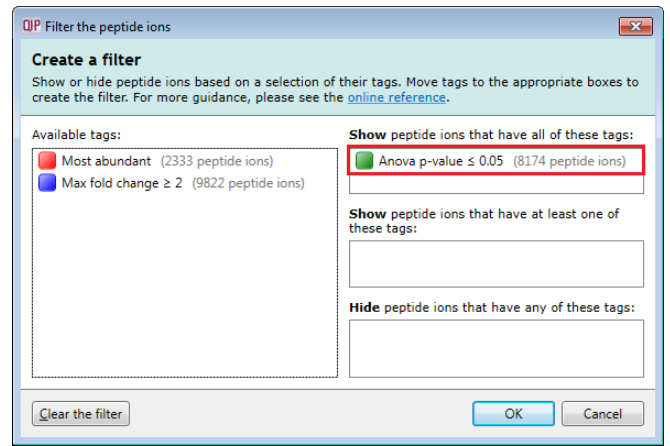 QIP Filter the peptide ions
Create a filter
Show or hide peptide ions based on a selection of their tags. Move tags to the appropriate boxes to
create the filter. For more guidance, please see the online reference.
Available tags:
Most abundant (2333 peptide ions)
Max fold change ≥ 2 (9822 peptide ions)
Show peptide ions that have all of these tags:
Anova p-value ≤ 0.05 (8174 peptide ions)
Show peptide ions that have at least one of
these tags:
Hide peptide ions that have any of these tags:
Clear the filter
OK
Cancel